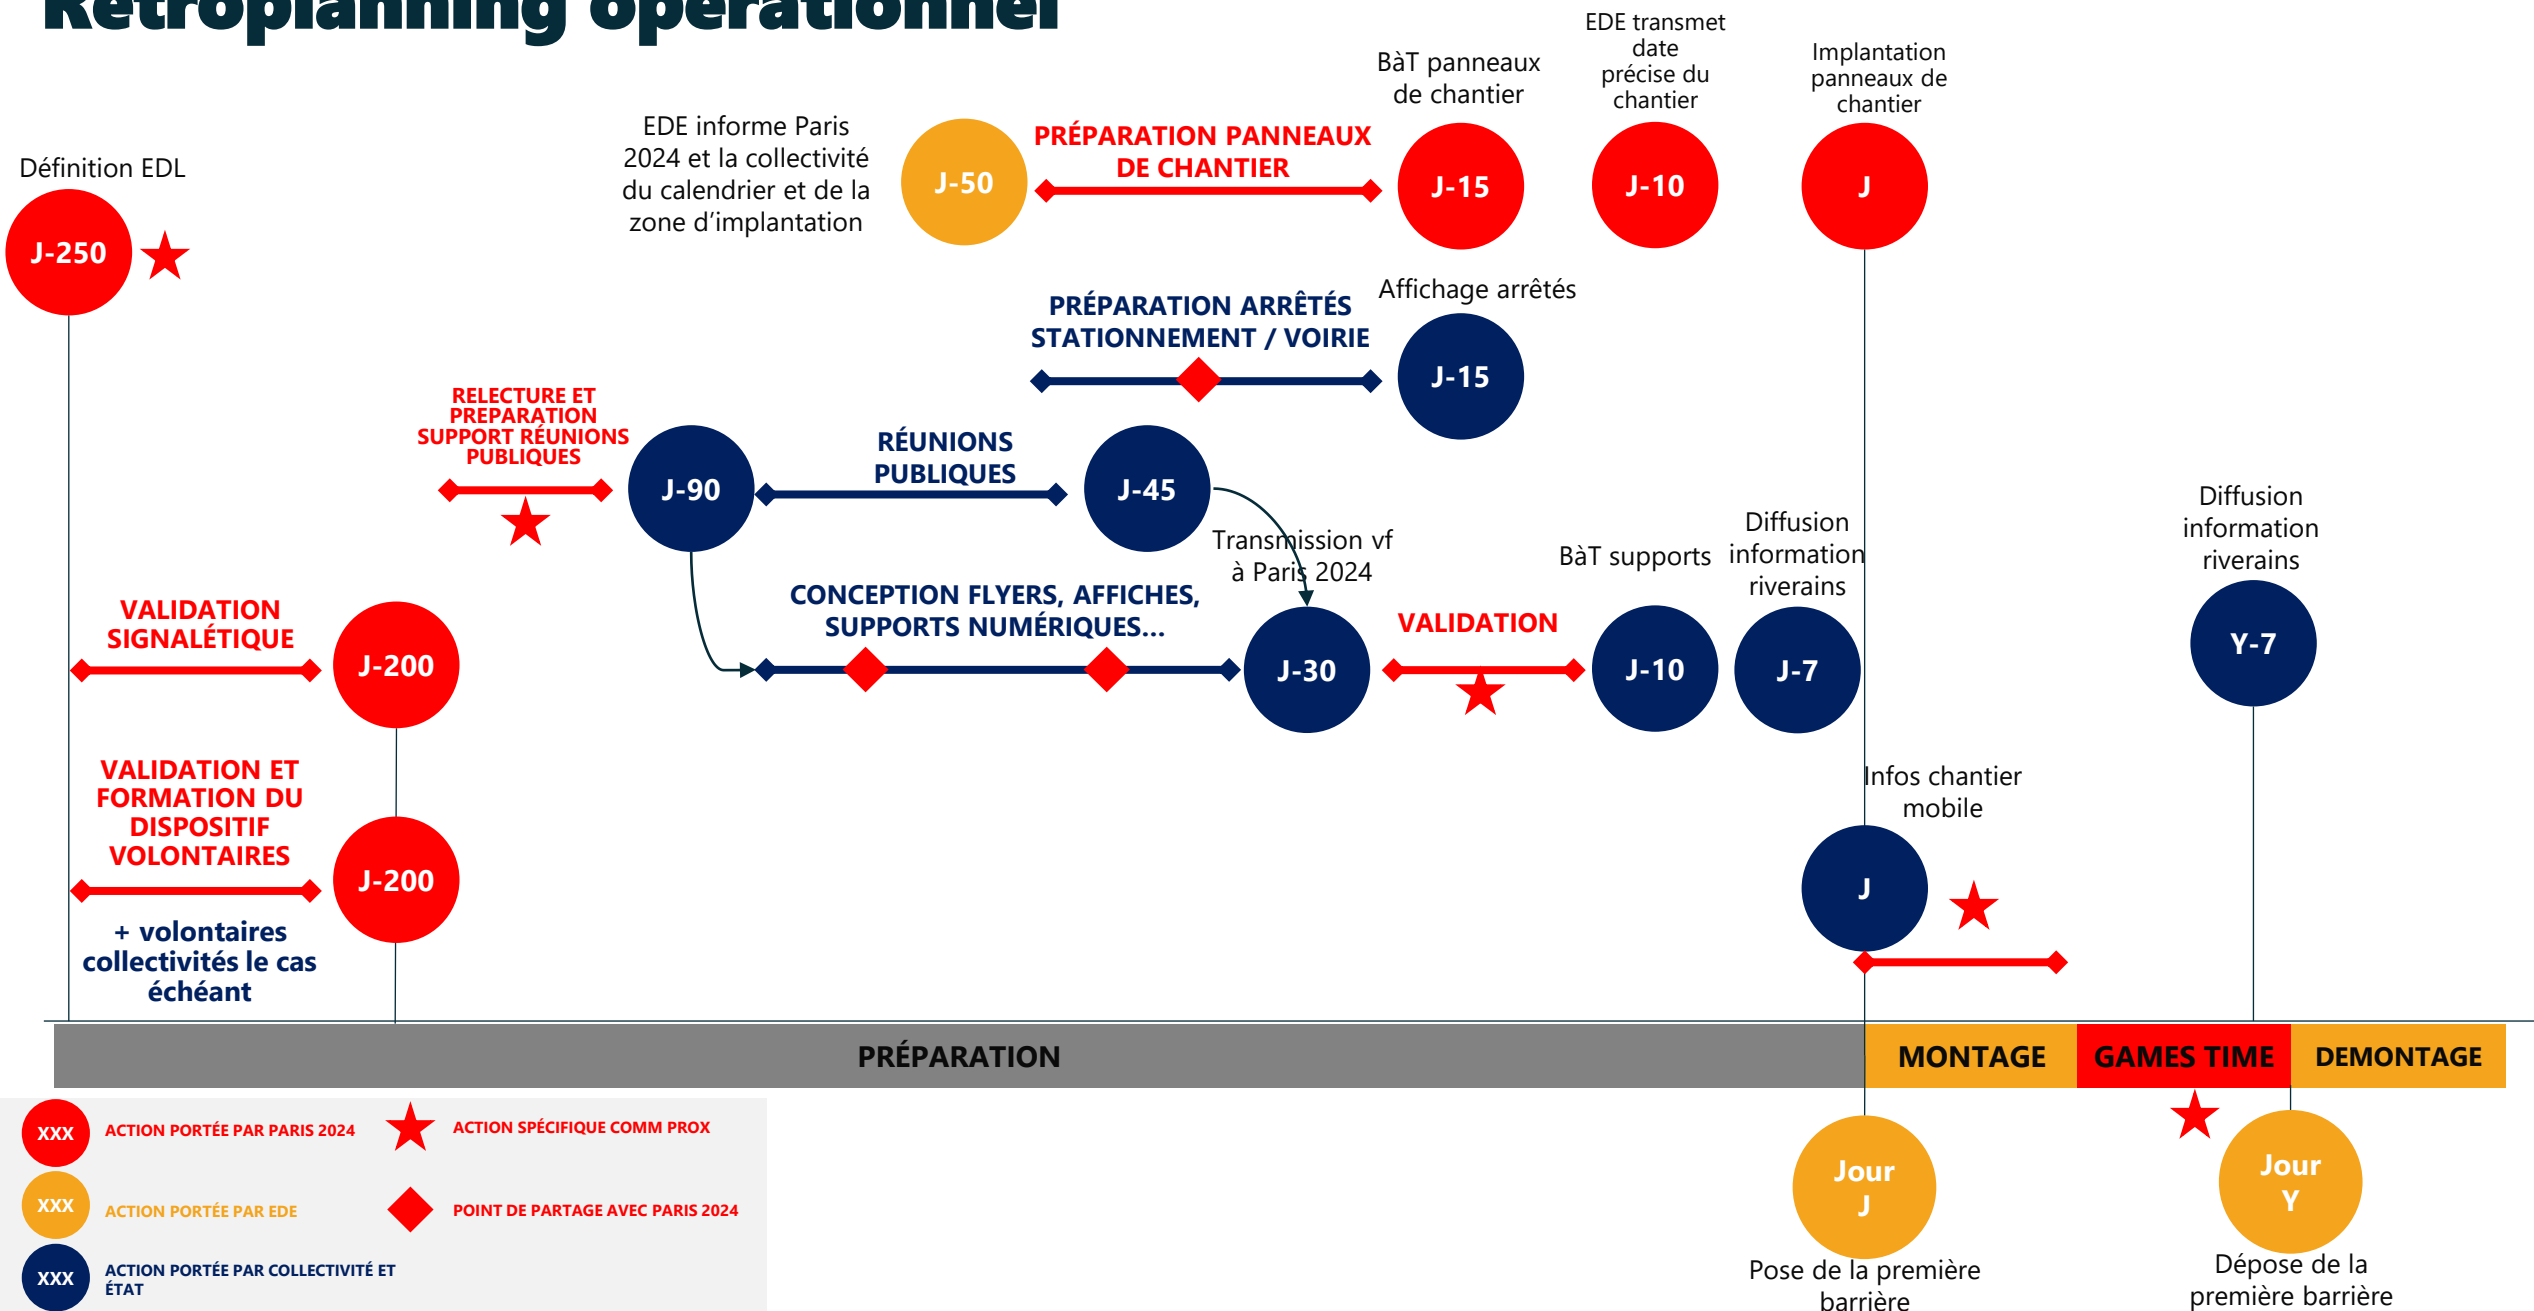 Rétroplanning opérationnel
EDE transmet
date
précise du
chantier
Implantation
panneaux de
chantier
BàT panneaux
de chantier
EDE informe Paris
2024 et la collectivité
du calendrier et de la
zone d'implantation
J-50
PRÉPARATION PANNEAUX
DE CHANTIER
J-15
J-10
J
Définition EDL
J-250
PRÉPARATION ARRÊTÉS
STATIONNEMENT / VOIRIE
Affichage arrêtés
J-15
RELECTURE ET
PREPARATION
SUPPORT RÉUNIONS
PUBLIQUES
J-90
RÉUNIONS
PUBLIQUES
J-45
Transmission vf
à Paris 2024
BàT supports
Diffusion
information
riverains
Diffusion
information
riverains
VALIDATION
SIGNALÉTIQUE
J-200
CONCEPTION FLYERS, AFFICHES,
SUPPORTS NUMÉRIQUES…
J-30
VALIDATION
J-10
J-7
Y-7
VALIDATION ET
FORMATION DU
DISPOSITIF
VOLONTAIRES
J-200
+ volontaires
collectivités le cas
échéant
Infos chantier
mobile
J
PRÉPARATION
MONTAGE
GAMES TIME
DEMONTAGE
XXX
ACTION PORTÉE PAR PARIS 2024
ACTION SPÉCIFIQUE COMM PROX
XXX
ACTION PORTÉE PAR EDE
POINT DE PARTAGE AVEC PARIS 2024
XXX
ACTION PORTÉE PAR COLLECTIVITÉ ET
ÉTAT
Jour
J
Pose de la première
barrière
Jour
Y
Dépose de la
première barrière